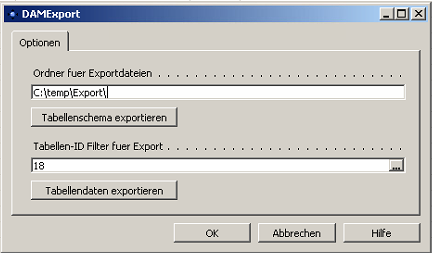 DAMExport
Optionen
Ordner fuer Exportdateien . . . . . . . . . . . . . . . . . . . . . . . . . . .
C:\temp\Export\
Tabellenschema exportieren
Tabellen-ID Filter fuer Export . . . . . . . . . . . . . . . . . . . . . . . . . .
18 ...
Tabellendaten exportieren
OK Abbrechen Hilfe